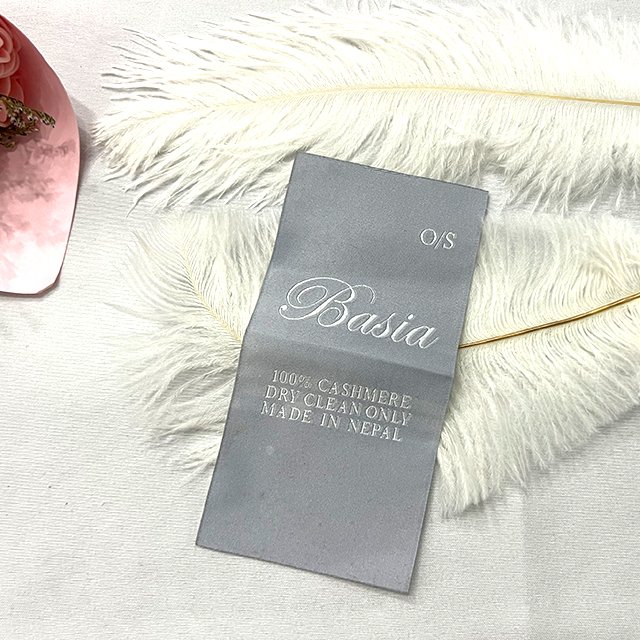 O/S
Basia
100% CASHMERE
DRY CLEAN ONLY
MADE IN NEPAL